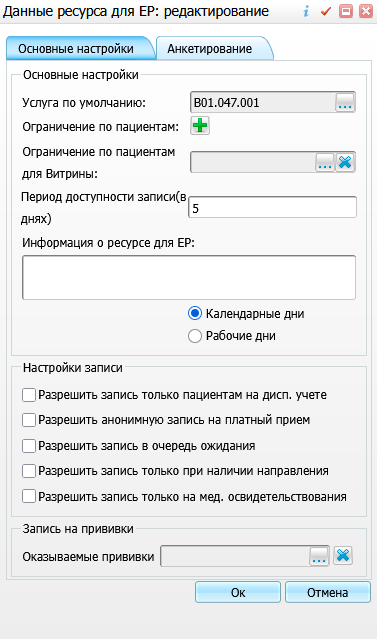 Данные ресурса для ЕР: редактирование
Основные настройки
Анкетирование
Основные настройки
Услуга по умолчанию:
B01.047.001
...
Ограничение по пациентам:
Ограничение по пациентам
для Витрины:
...
Период доступности записи(в
днях)
5
Информация о ресурсе для ЕР:
Календарные дни
Рабочие дни
Настройки записи
Разрешить запись только пациентам на дисп. учете
Разрешить анонимную запись на платный прием
Разрешить запись в очередь ожидания
Разрешить запись только при наличии направления
Разрешить запись только на мед. освидетельствования
Запись на прививки
Оказываемые прививки
...
Ок
Отмена